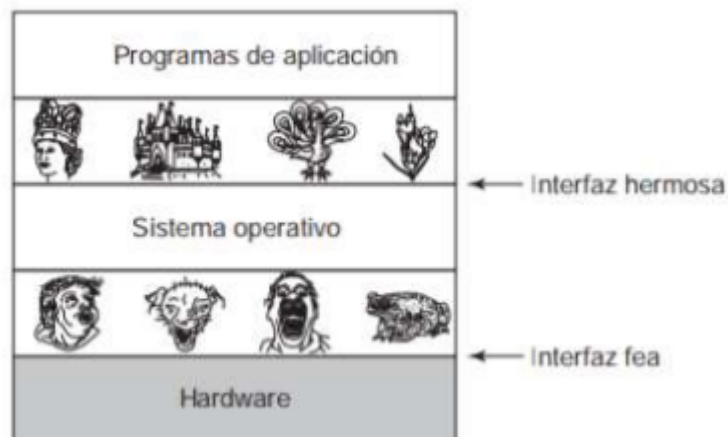 Programas de aplicación
Interfaz hermosa
Sistema operativo
Interfaz fea
Hardware